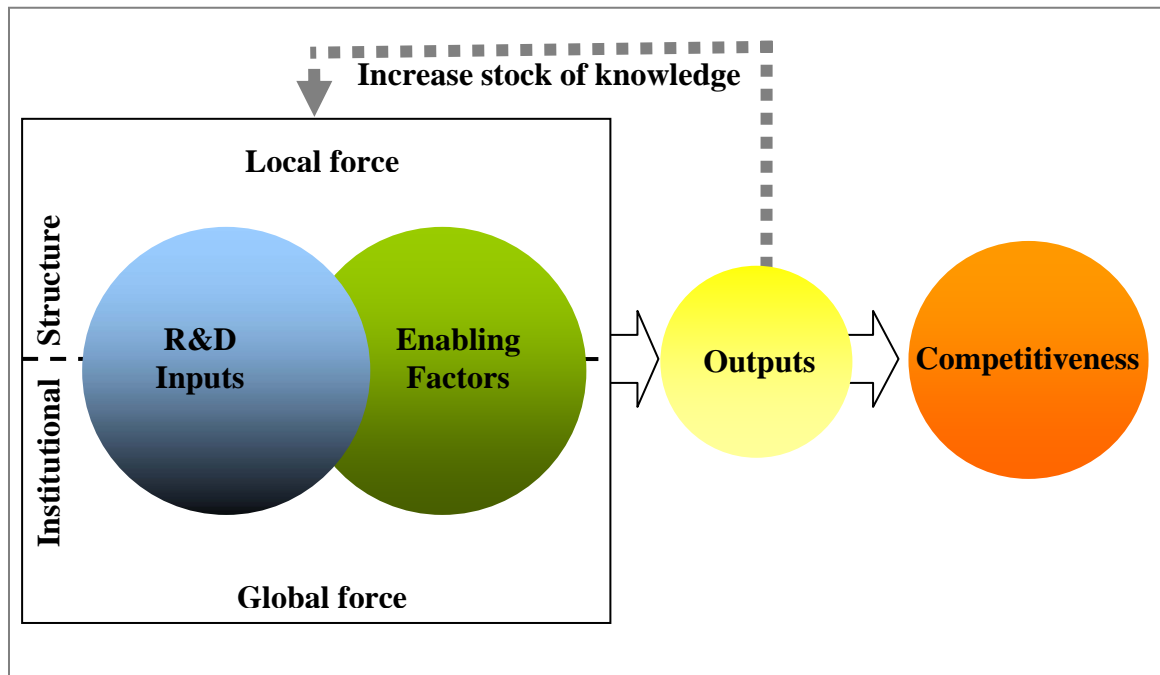 Increase stock of knowledge
Local force
Institutional Structure
R&D
Inputs
Enabling
Factors
Outputs
Competitiveness
Global force